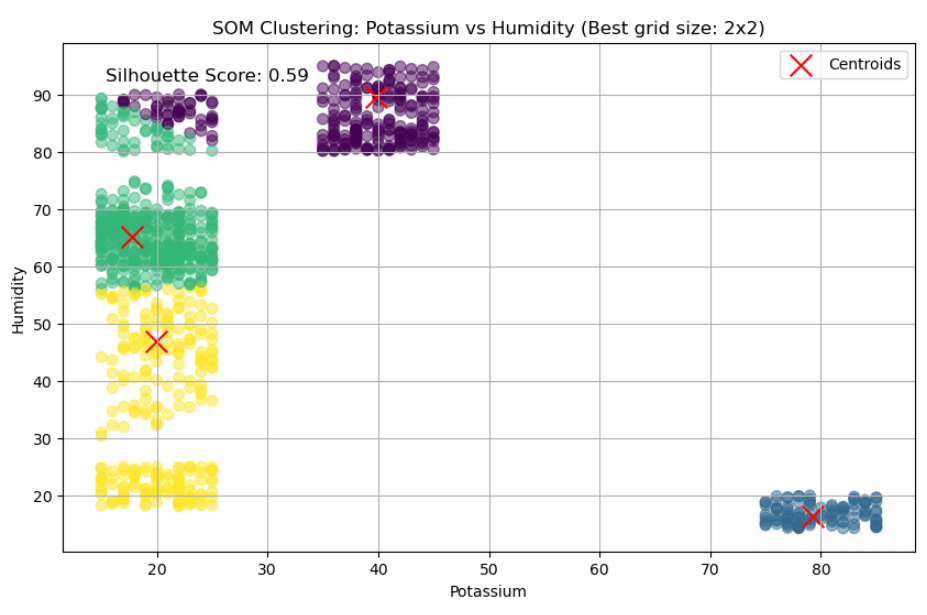 SOM Clustering: Potassium vs Humidity (Best grid size: 2x2)
Silhouette Score: 0.59
Centroids
90
80
70
60
50
40
30
20
Humidity
20 30 40 50 60 70 80
Potassium